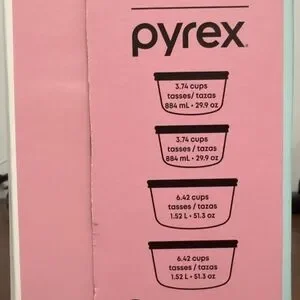 pyrex
3.74 cups
tasses/ tazas
884 mL • 29.9 oz
3.74 cups
tasses/ tazas
884 mL • 29.9 oz
6.42 cups
tasses / tazas
1.52 L • 51.3 oz
6.42 cups
tasses / tazas
1.52 L • 51.3 oz